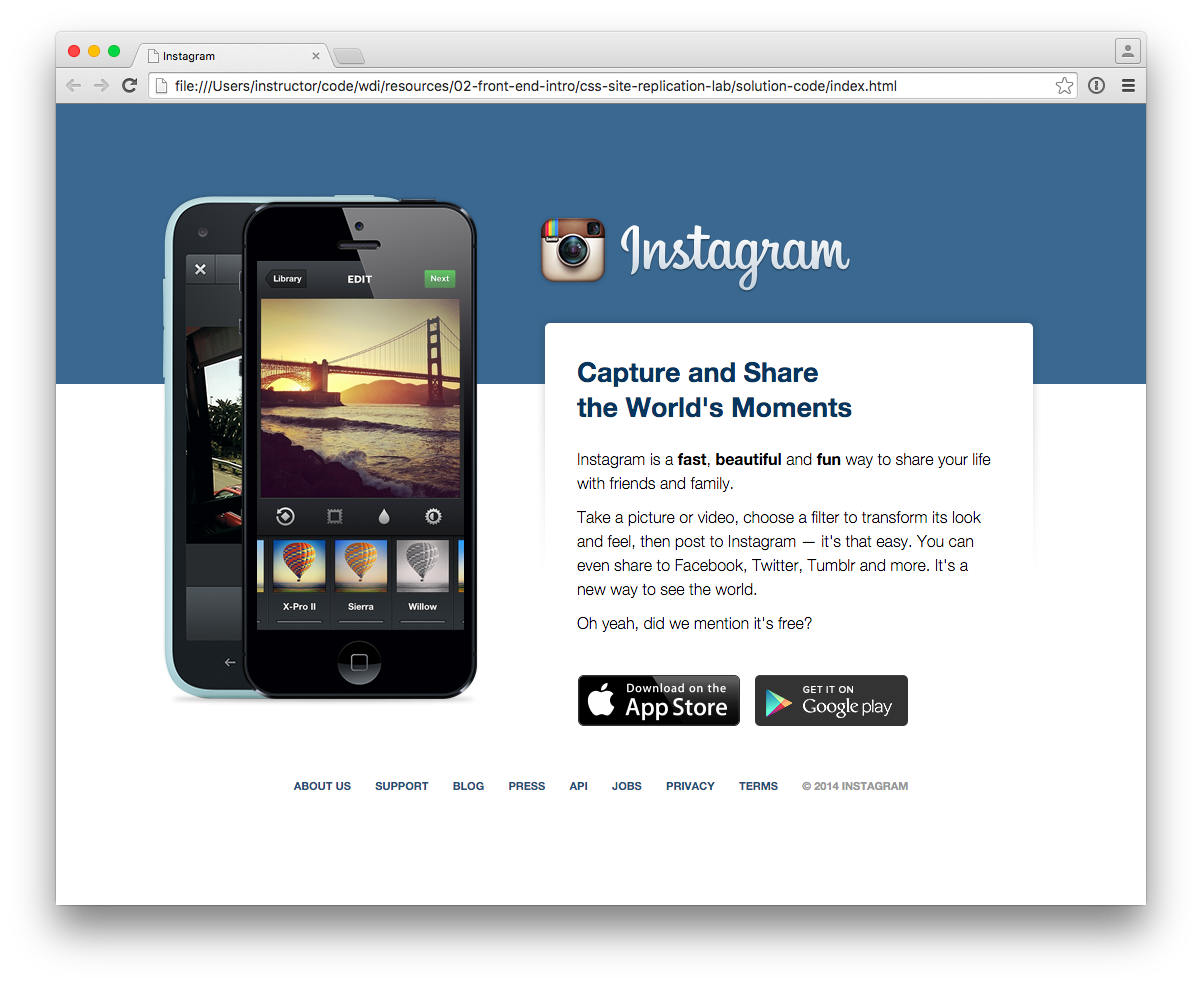 Instagram
file:///Users/instructor/code/wdi/resources/02-front-end-intro/css-site-replication-lab/solution-code/index.html
Instagram
Library
EDIT
Next
X-Pro II
Sierra
Willow
Capture and Share
the World's Moments
Instagram is a fast, beautiful and fun way to share your life
with friends and family.
Take a picture or video, choose a filter to transform its look
and feel, then post to Instagram — it's that easy. You can
even share to Facebook, Twitter, Tumblr and more. It's a
new way to see the world.
Oh yeah, did we mention it's free?
Download on the
App Store
GET IT ON
Google play
ABOUT US SUPPORT BLOG PRESS API JOBS PRIVACY TERMS © 2014 INSTAGRAM